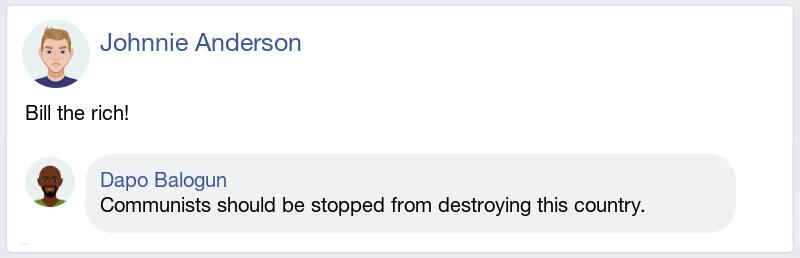 Johnnie Anderson
Bill the rich!
Dapo Balogun
Communists should be stopped from destroying this country.